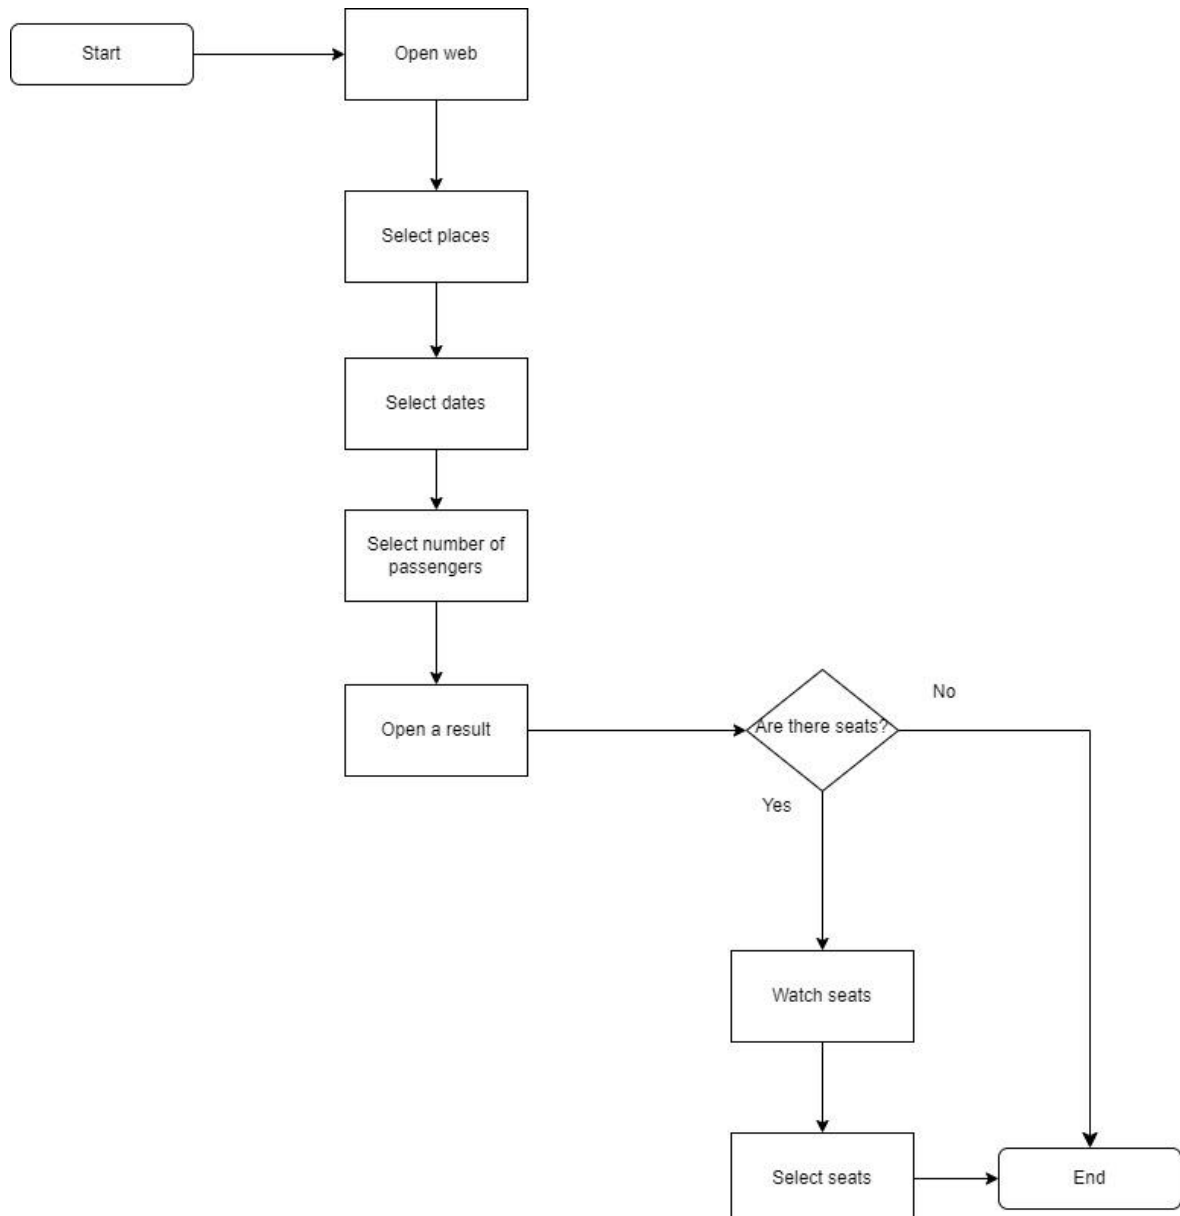 Start
Open web
Select places
Select dates
Select number of
passengers
Open a result
Are there seats?
No
Yes
Watch seats
Select seats
End